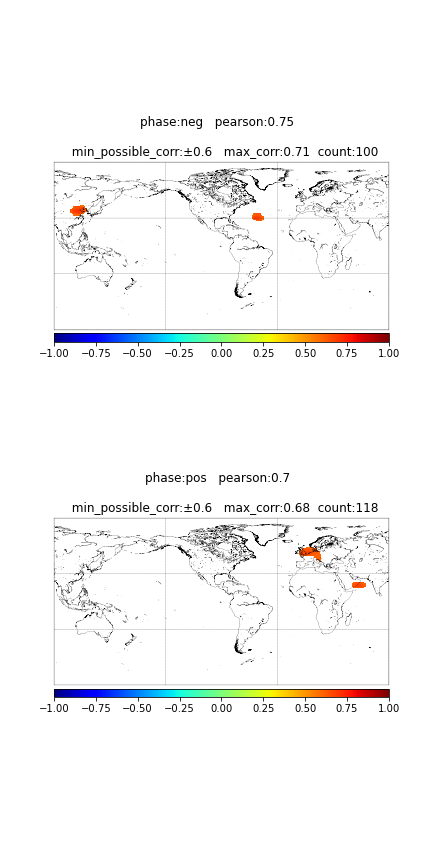 phase:neg   pearson:0.75
min_possible_corr:±0.6   max_corr:0.71  count:100
−1.00 −0.75 −0.50 −0.25 0.00 0.25 0.50 0.75 1.00
phase:pos   pearson:0.7
min_possible_corr:±0.6   max_corr:0.68  count:118
−1.00 −0.75 −0.50 −0.25 0.00 0.25 0.50 0.75 1.00